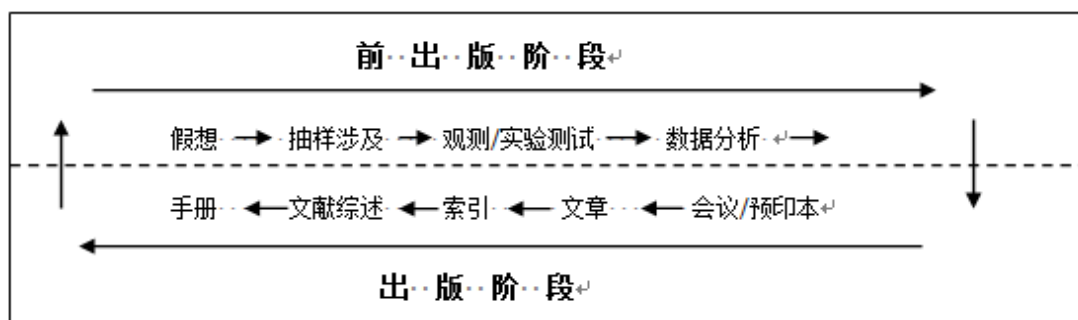 前出版阶段
假想 抽样涉及 观测/实验测试 数据分析
手册 文献综述 索引 文章 会议/预印本
出版阶段